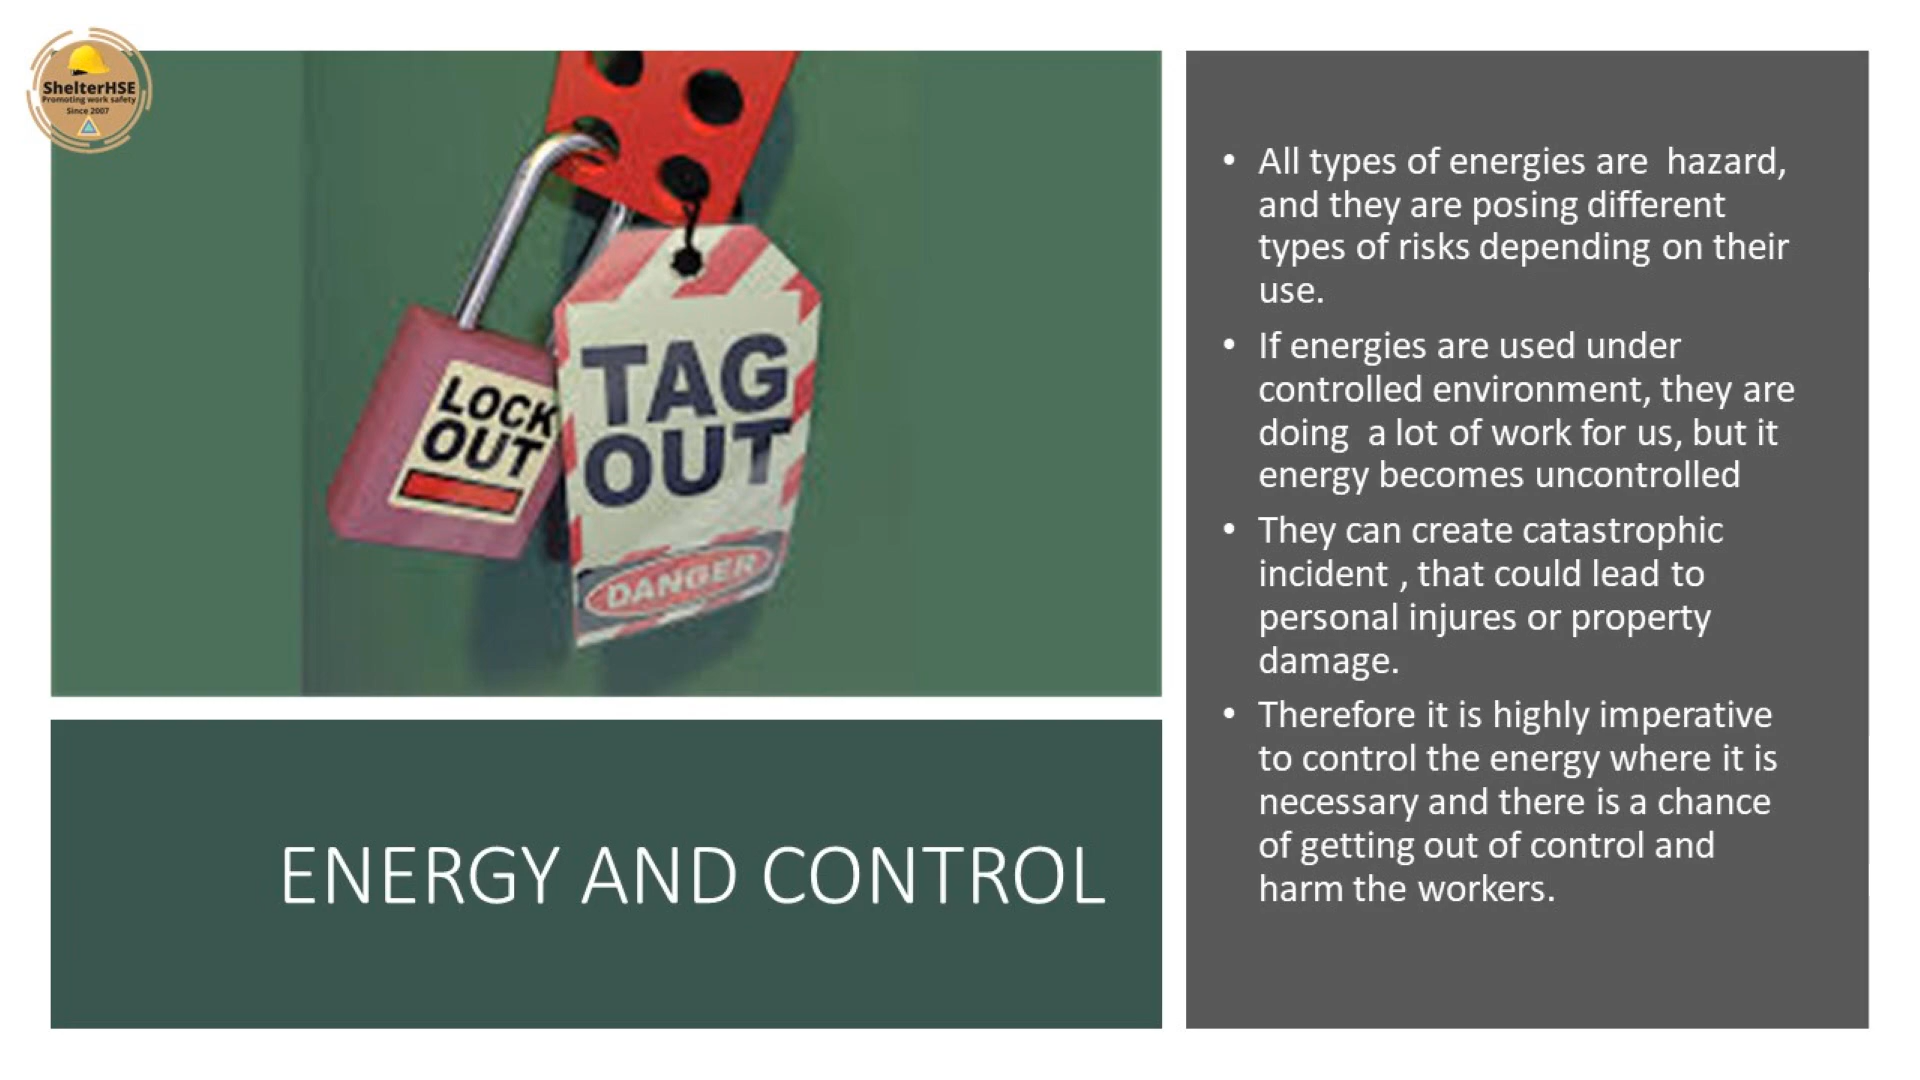 ShelterHSE
Promoting work safety
Since 2007
LOCK
OUT
TAG
OUT
DANGER
ENERGY AND CONTROL
• All types of energies are  hazard,
and they are posing different
types of risks depending on their
use.
• If energies are used under
controlled environment, they are
doing  a lot of work for us, but it
energy becomes uncontrolled
• They can create catastrophic
incident , that could lead to
personal injures or property
damage.
• Therefore it is highly imperative
to control the energy where it is
necessary and there is a chance
of getting out of control and
harm the workers.